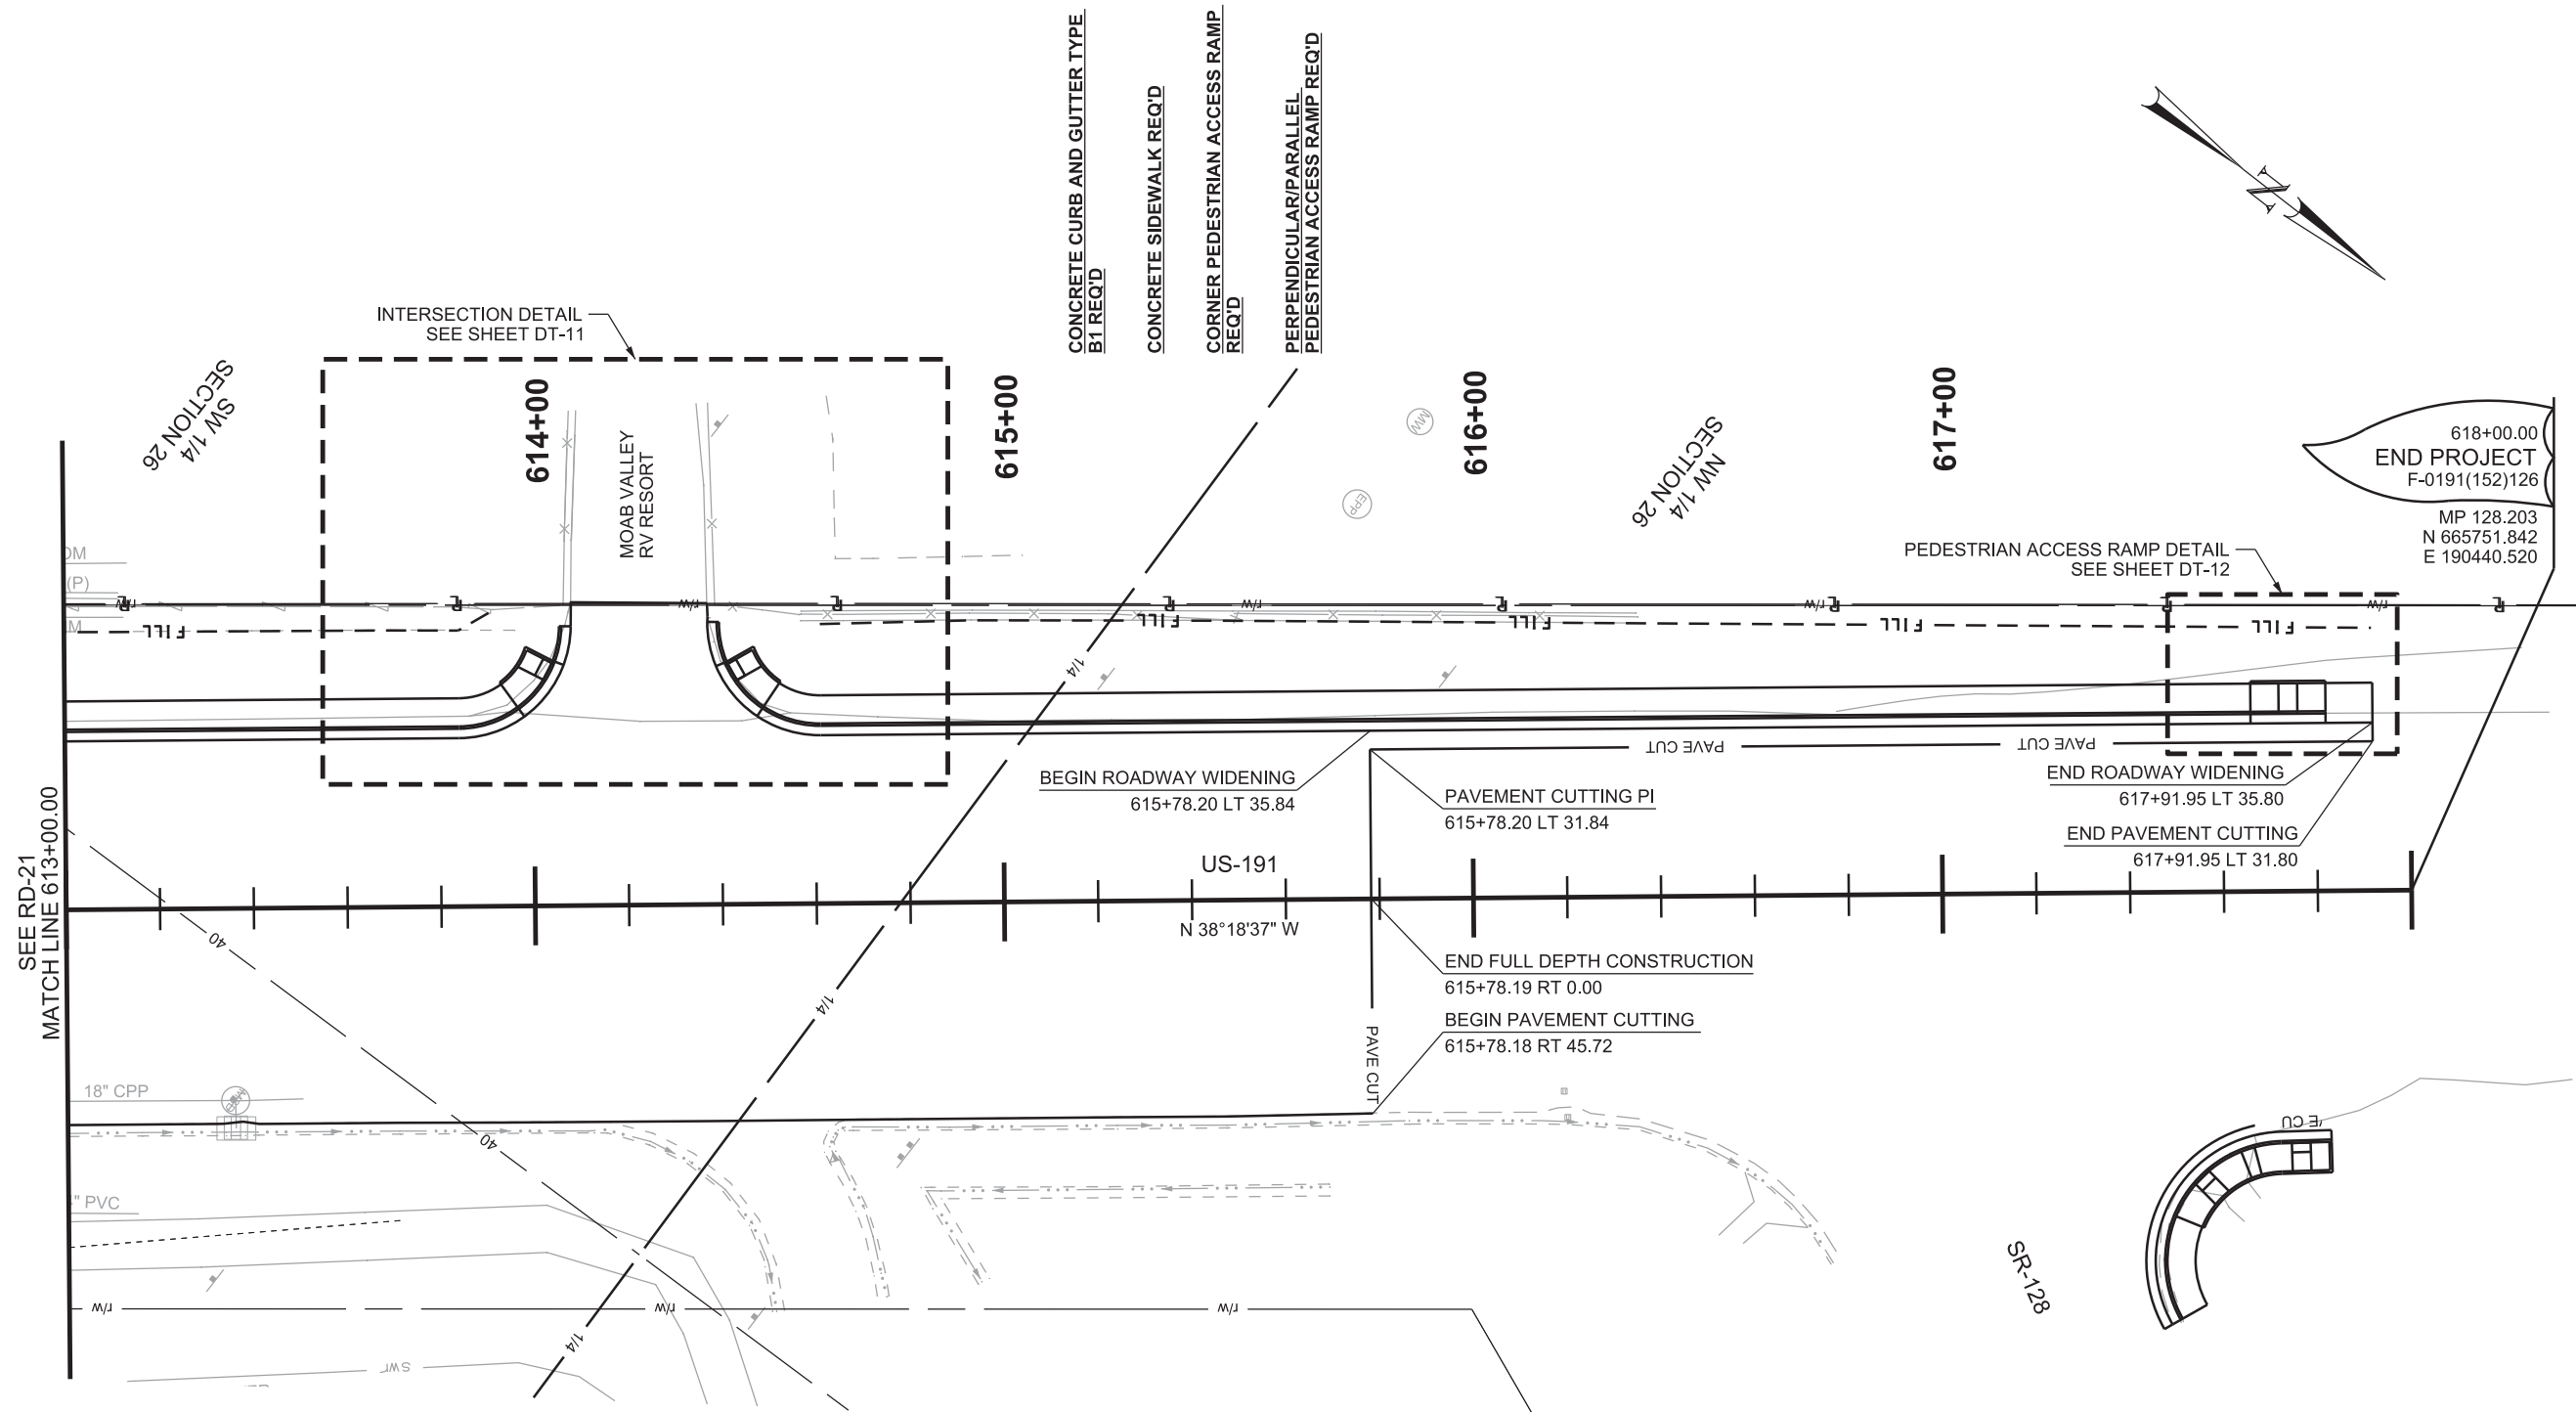 CONCRETE CURB AND GUTTER TYPE
B1 REQ'D
CONCRETE SIDEWALK REQ'D
CORNER PEDESTRIAN ACCESS RAMP
REQ'D
PERPENDICULAR/PARALLEL
PEDESTRIAN ACCESS RAMP REQ'D
INTERSECTION DETAIL
SEE SHEET DT-11
SW 1/4
SECTION 26
614+00
MOAB VALLEY
RV RESORT
615+00
MW
EPP
616+00
NW 1/4
SECTION 26
617+00
618+00.00
END PROJECT
F-0191(152)126
MP 128.203
N 665751.842
E 190440.520
N
PEDESTRIAN ACCESS RAMP DETAIL
SEE SHEET DT-12
(P)
r/w
r/w
r/w
r/w
r/w
FILL
FILL
FILL
FILL
FILL
1/4
PAVE CUT
PAVE CUT
BEGIN ROADWAY WIDENING
615+78.20 LT 35.84
PAVEMENT CUTTING PI
615+78.20 LT 31.84
END ROADWAY WIDENING
617+91.95 LT 35.80
END PAVEMENT CUTTING
617+91.95 LT 31.80
SEE RD-21
MATCH LINE 613+00.00
US-191
N 38°18'37" W
40
1/4
END FULL DEPTH CONSTRUCTION
615+78.19 RT 0.00
BEGIN PAVEMENT CUTTING
615+78.18 RT 45.72
PAVE CUT
18" CPP
40
" PVC
E CU
SR-128
r/w
r/w
r/w
1/4
SWF